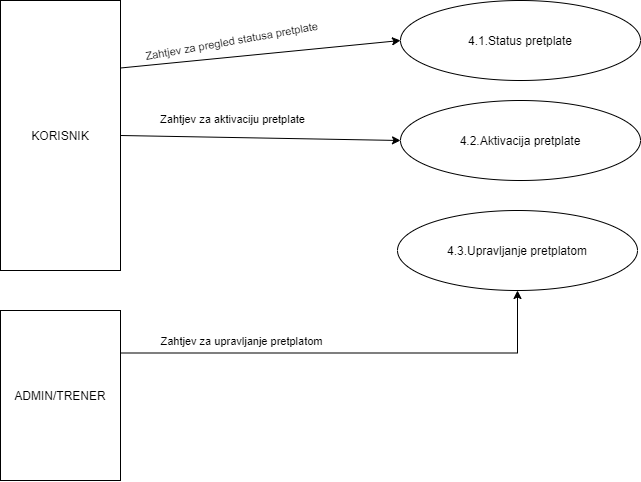 Zahtjev za pregled statusa pretplate
4.1.Status pretplate
KORISNIK
Zahtjev za aktivaciju pretplate
4.2.Aktivacija pretplate
4.3.Upravljanje pretplatom
Zahtjev za upravljanje pretplatom
ADMIN/TRENER